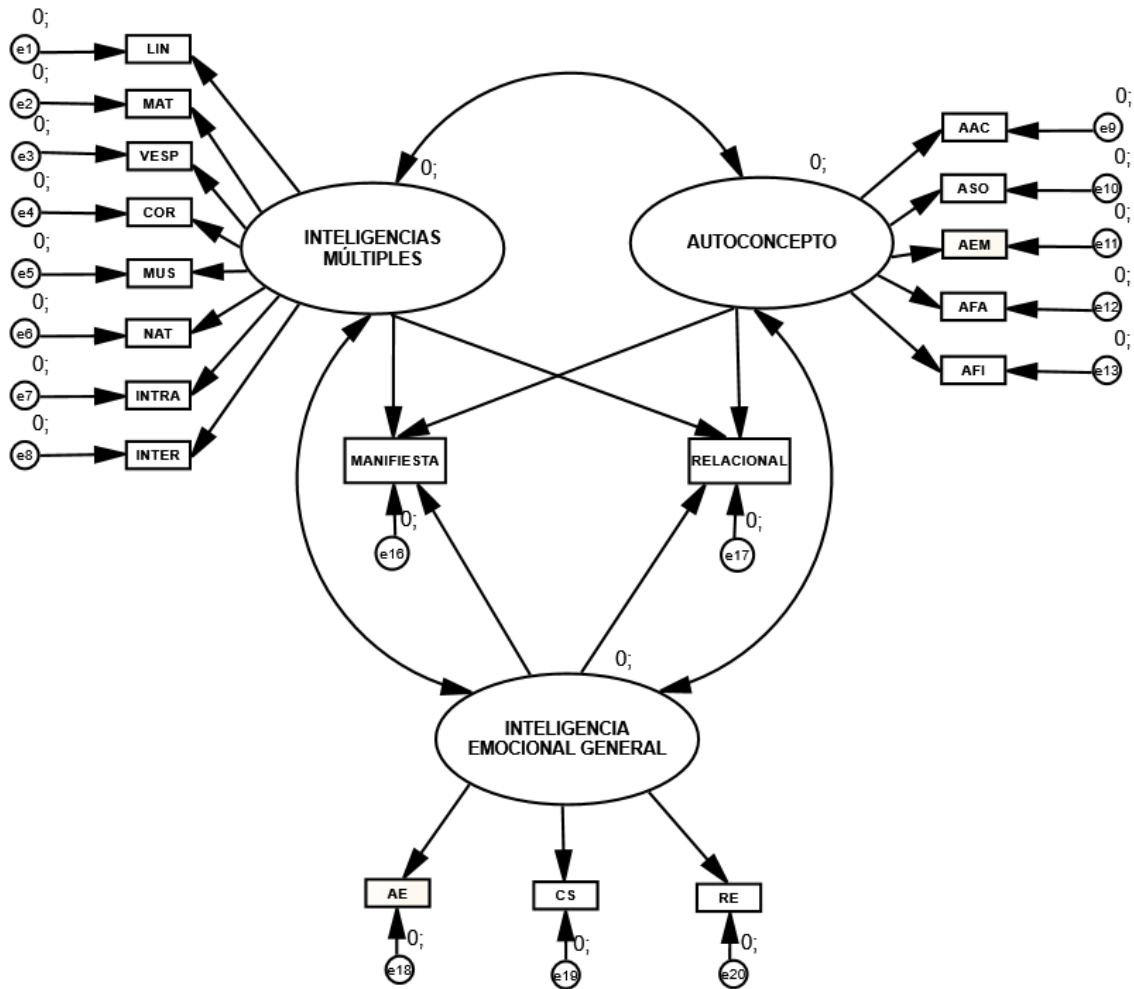 0;
e1
LIN
0;
e2
MAT
0;
e3
VESP
0;
e4
COR
0;
e5
MUS
0;
e6
NAT
0;
e7
INTRA
0;
e8
INTER
0;
INTELIGENCIAS
MÚLTIPLES
0;
AUTOCONCEPTO
0;
AAC
e9
0;
ASO
e10
0;
AEM
e11
0;
AFA
e12
0;
AFI
e13
MANIFIESTA
0;
e16
RELACIONAL
0;
e17
0;
INTELIGENCIA
EMOCIONAL GENERAL
AE
0;
e18
CS
0;
e19
RE
0;
e20